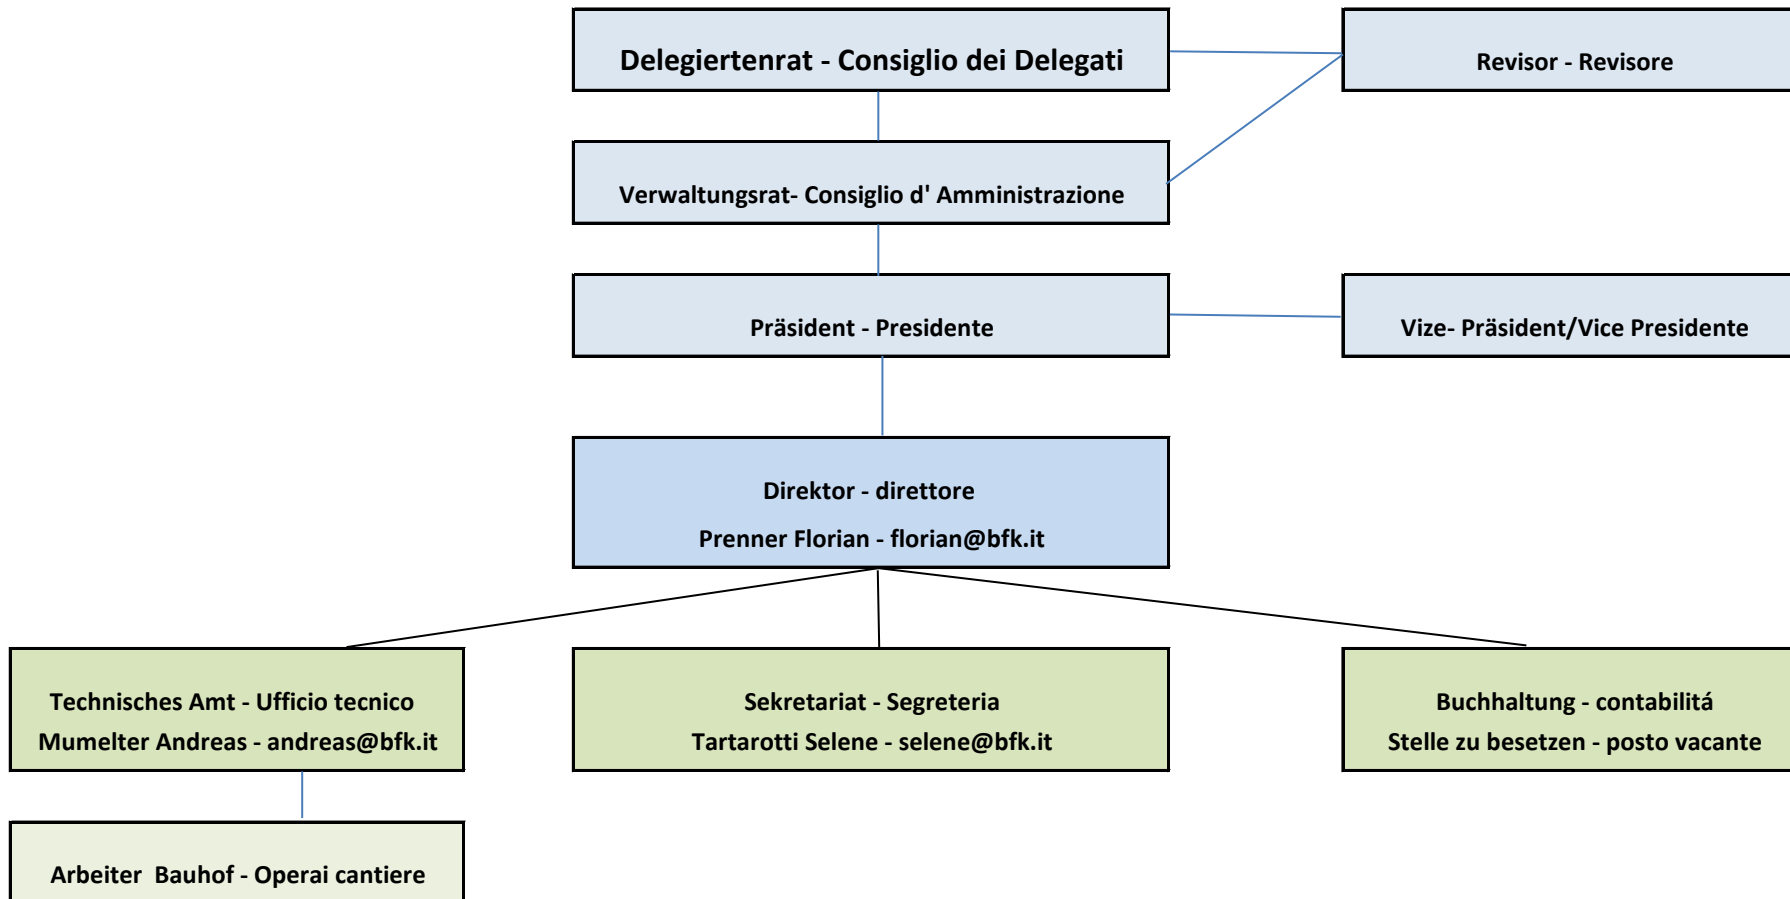 Delegiertenrat - Consiglio dei Delegati
Revisor - Revisore
Verwaltungsrat- Consiglio d' Amministrazione
Präsident - Presidente
Vize- Präsident/Vice Presidente
Direktor - direttore
Prenner Florian - florian@bfk.it
Technisches Amt - Ufficio tecnico
Mumelter Andreas - andreas@bfk.it
Sekretariat - Segreteria
Tartarotti Selene - selene@bfk.it
Buchhaltung - contabilitá
Stelle zu besetzen - posto vacante
Arbeiter  Bauhof - Operai cantiere